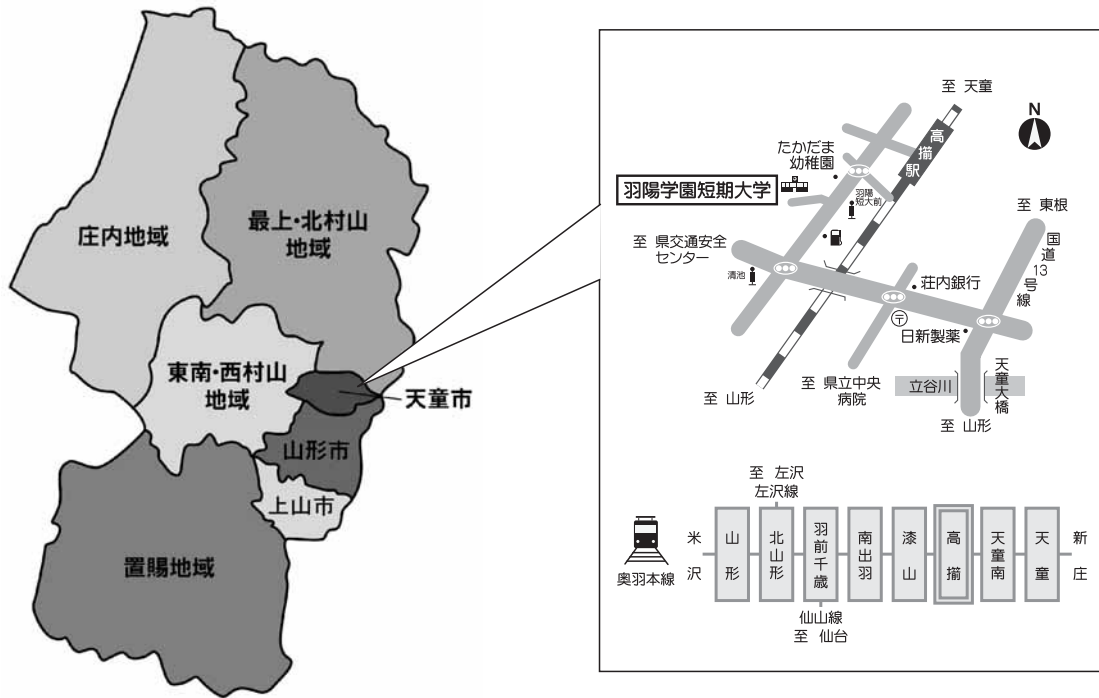 庄内地域
最上・北村山
地域
東南・西村山
地域
天童市
山形市
上山市
置賜地域
至 天童
N
高擶駅
たかだま
幼稚園
羽陽学園短期大学
羽陽
短大前
至 東根
国道13号線
至 県交通安全
センター
清池
荘内銀行
〒
日新製薬
至 県立中央
病院
立谷川
天童大橋
至 山形
至 山形
至 左沢
左沢線
奥羽本線
米沢
山形
北山形
羽前千歳
南出羽
漆山
高擶
天童南
天童
新庄
仙山線
至 仙台